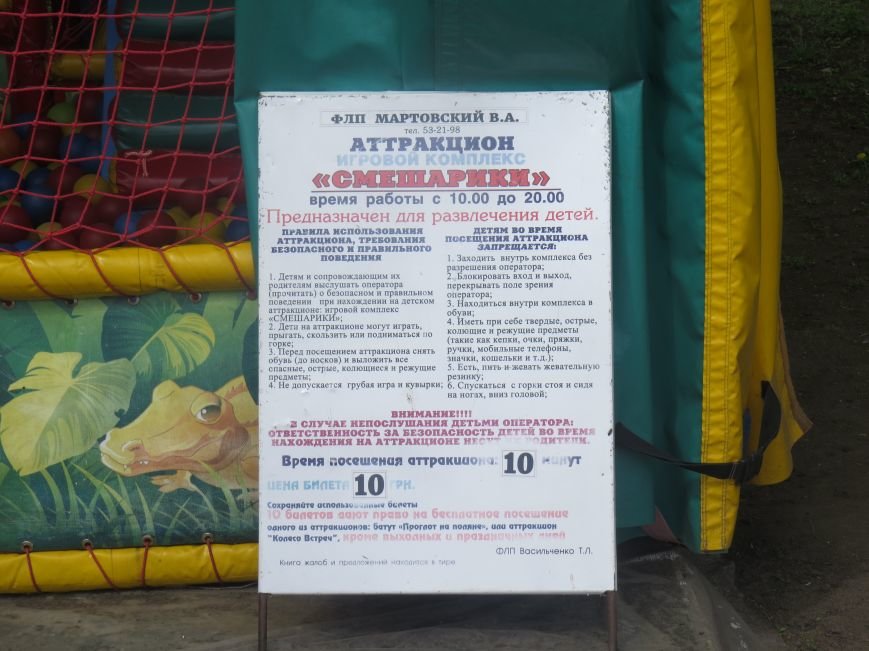 ФЛП МАРТОВСКИЙ В.А.
тел. 53-21-98
АТТРАКЦИОН
ИГРОВОЙ КОМПЛЕКС
«СМЕШАРИКИ»
время работы с 10.00 до 20.00
Предназначен для развлечения детей.
ПРАВИЛА ИСПОЛЬЗОВАНИЯ
АТТРАКЦИОНА, ТРЕБОВАНИЯ
БЕЗОПАСНОГО И ПРАВИЛЬНОГО
ПОВЕДЕНИЯ
1. Детям и сопровождающим их
родителям выслушать оператора
(прочитать) о безопасном и правильном
поведении при нахождении на детском
аттракционе: игровой комплекс
«СМЕШАРИКИ»;
2. Дети на аттракционе могут играть,
прыгать, скользить или подниматься по
горке;
3. Перед посещением аттракциона снять
обувь (до носков) и выложить все
опасные, острые, колющиеся и режущие
предметы;
4. Не допускается грубая игра и кувырки;
ДЕТЯМ ВО ВРЕМЯ
ПОСЕЩЕНИЯ АТТРАКЦИОНА
ЗАПРЕЩАЕТСЯ:
1. Заходить внутрь комплекса без
разрешения оператора;
2. Блокировать вход и выход,
перекрывать поле зрения
оператора;
3. Находиться внутри комплекса в
обуви;
4. Иметь при себе твердые, острые,
колющие и режущие предметы
(такие как кепки, очки, пряжки,
ручки, мобильные телефоны,
значки, кошельки и т.д.);
5. Есть, пить и жевать жевательную
резинку;
6. Спускаться с горки стоя и сидя
на ногах, вниз головой;
ВНИМАНИЕ!!!!
В СЛУЧАЕ НЕПОСЛУШАНИЯ ДЕТЬМИ ОПЕРАТОРА:
ОТВЕТСТВЕННОСТЬ ЗА БЕЗОПАСНОСТЬ ДЕТЕЙ ВО ВРЕМЯ
НАХОЖДЕНИЯ НА АТТРАКЦИОНЕ НЕСУТ ИХ РОДИТЕЛИ.
Время посещения аттракциона: 10 минут
ЦЕНА БИЛЕТА 10 ГРН.
Сохраняйте использованные билеты
10 билетов дают право на бесплатное посещение
одного из аттракционов: батут «Проглот на поляне», или аттракцион
"Колесо Встреч", кроме выходных и праздничных дней
ФЛП Васильченко Т.Л.
Книга жалоб и предложений находится в тире